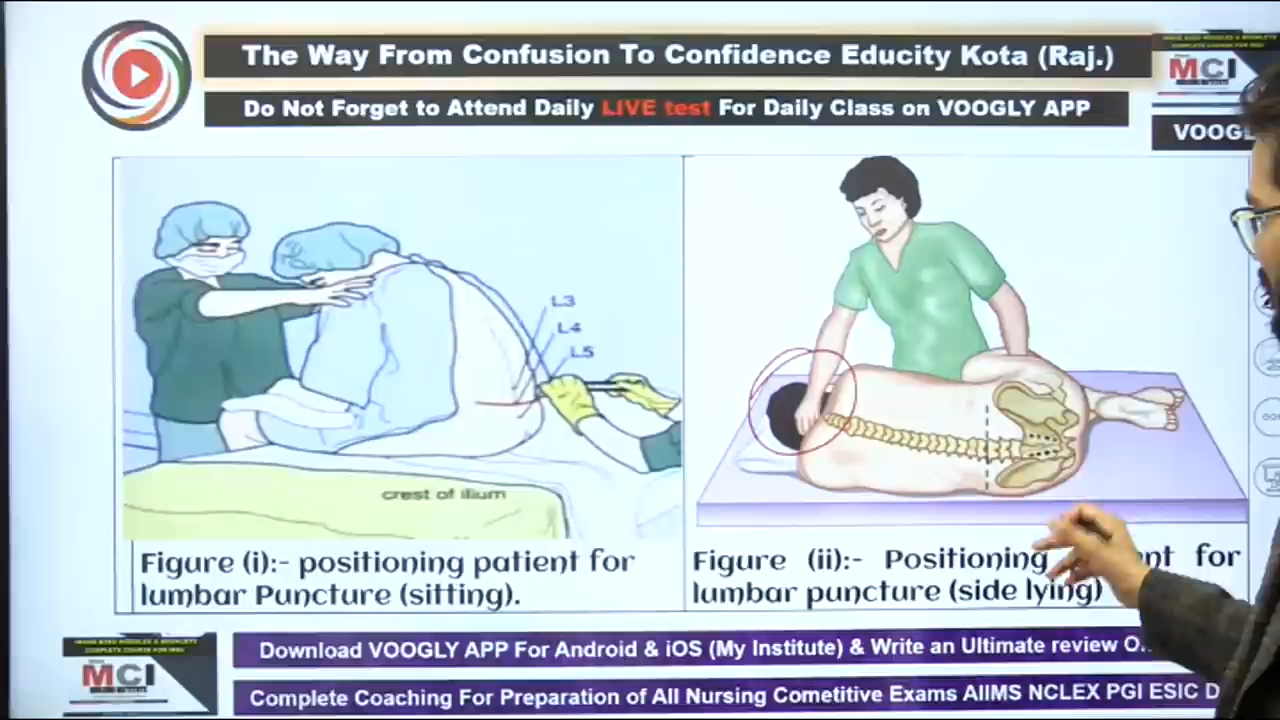 The Way From Confusion To Confidence Educity Kota (Raj.)
Do Not Forget to Attend Daily LIVE test For Daily Class on VOOGLY APP
MCI
VOOGL
L3
L4
L5
crest of ilium
Figure (i):- positioning patient for
lumbar Puncture (sitting).
Figure (ii):- Positioning nt for
lumbar puncture (side lying)
MCI
Download VOOGLY APP For Android & iOS (My Institute) & Write an Ultimate review O
Complete Coaching For Preparation of All Nursing Cometitive Exams AIIMS NCLEX PGI ESIC D